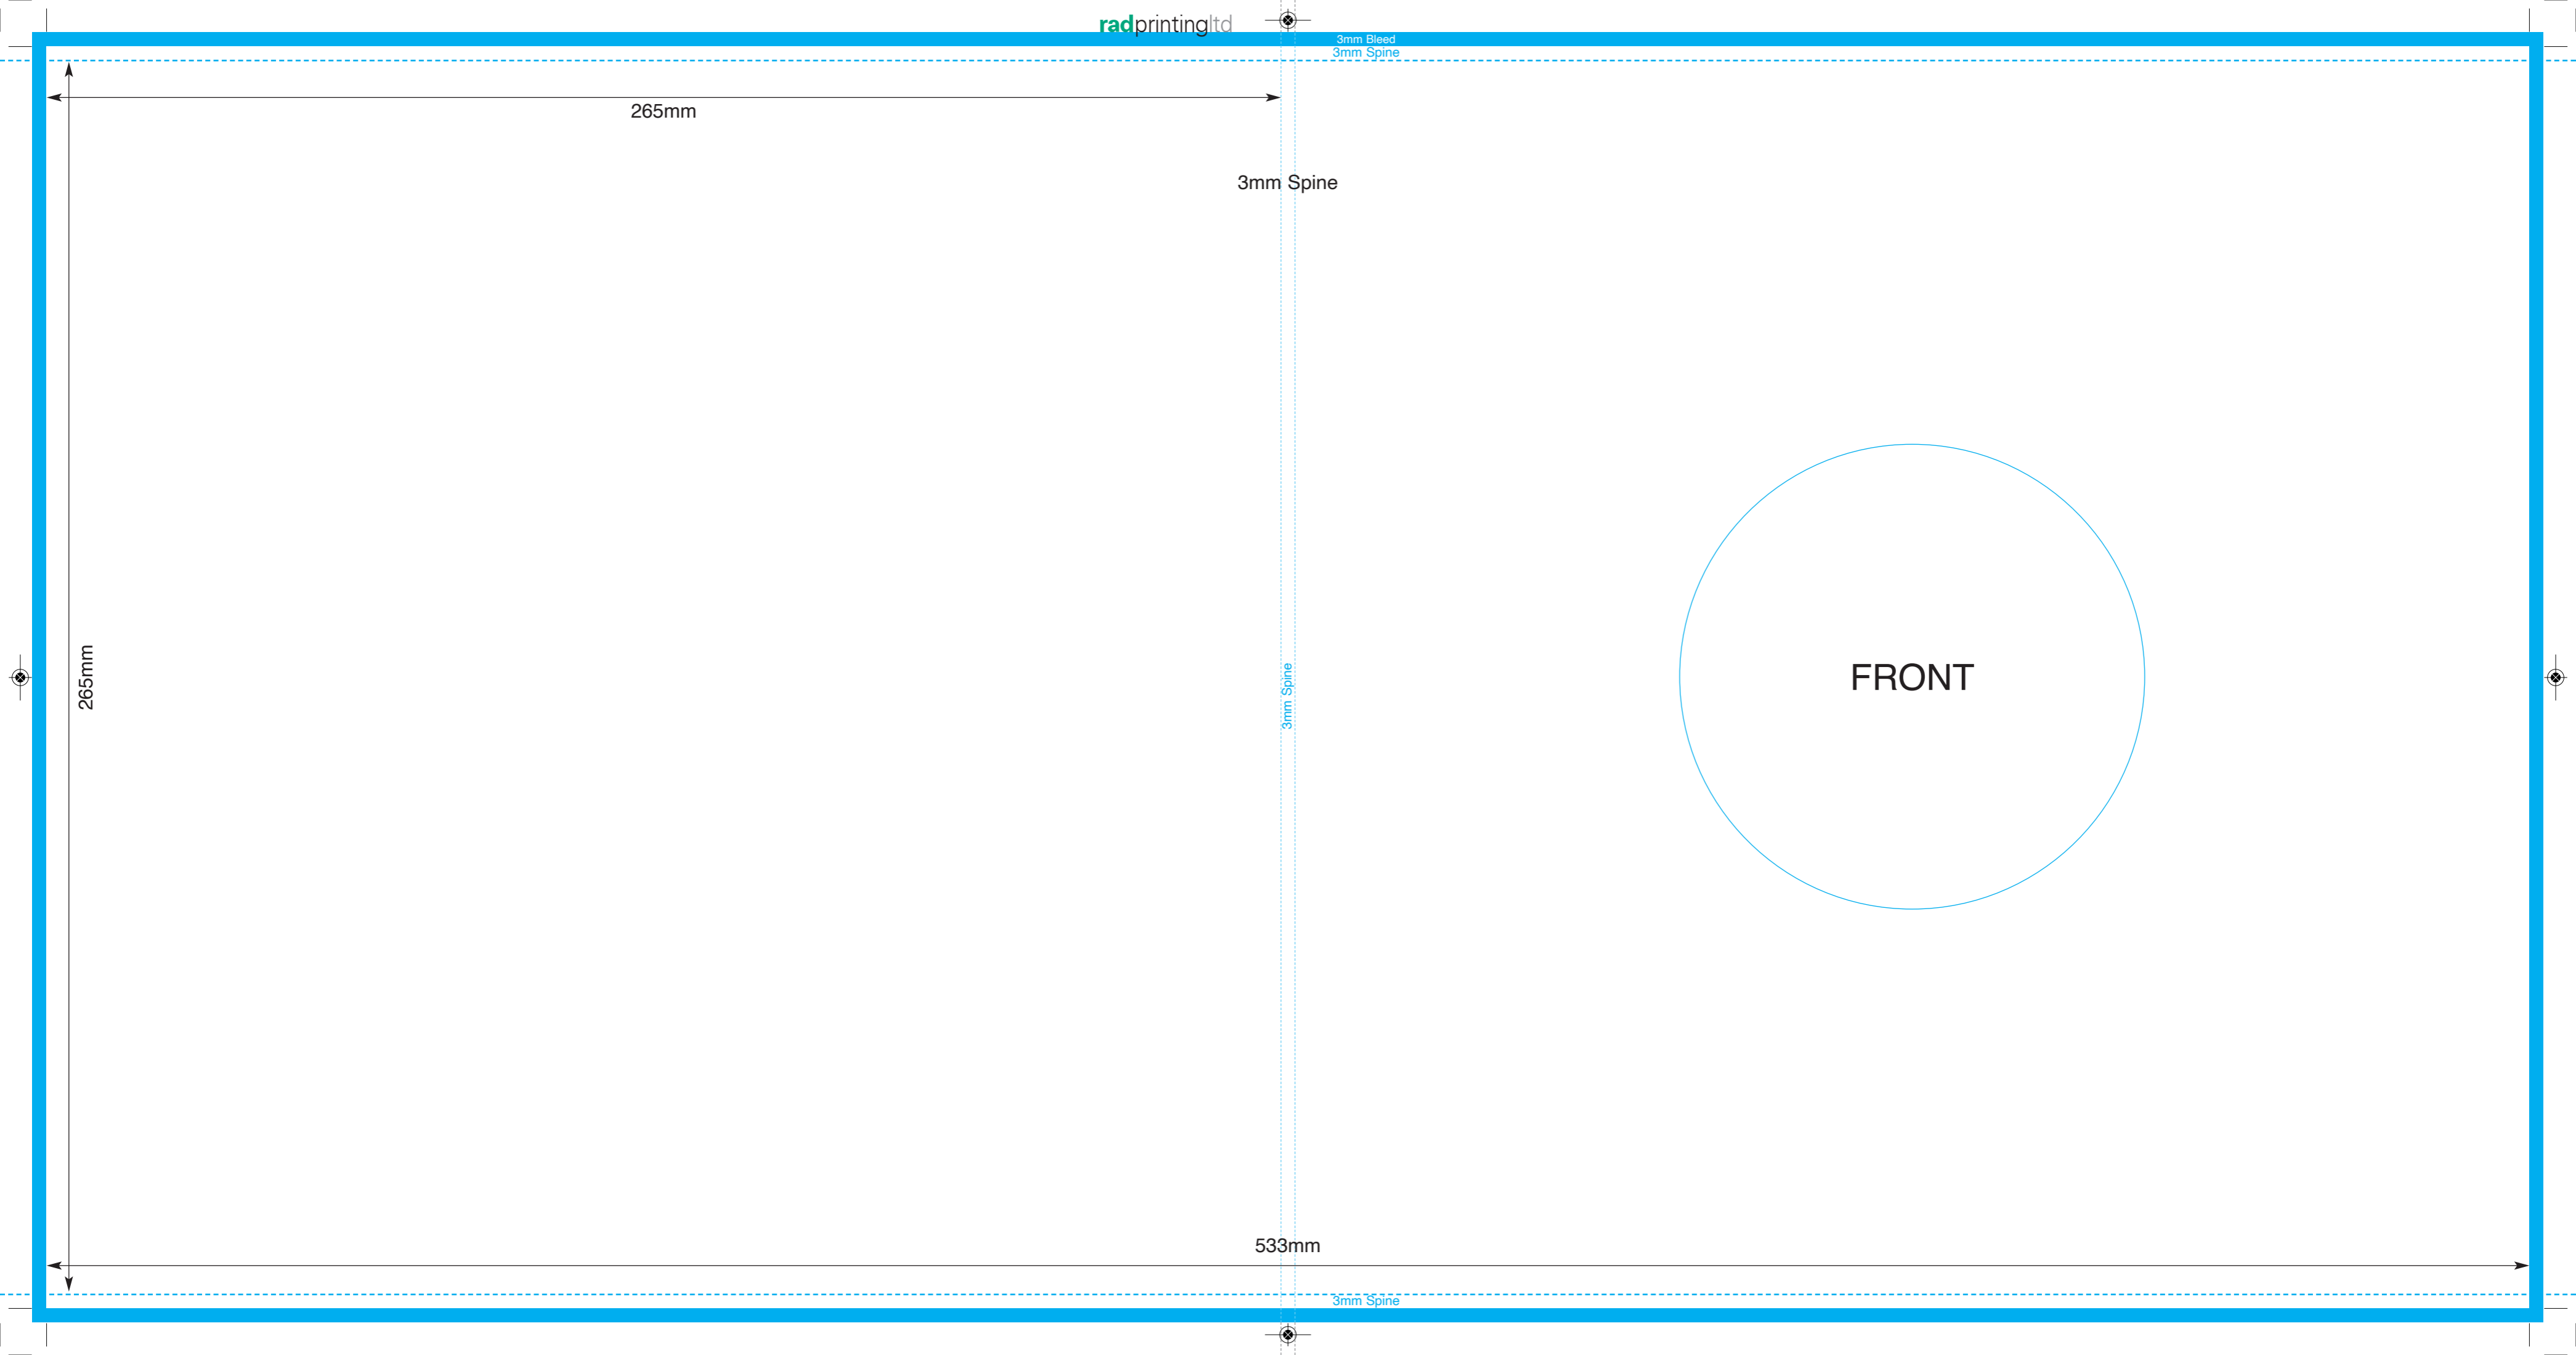 radprintingltd
3mm Bleed
3mm Spine
265mm
3mm Spine
265mm
3mm Spine
FRONT
533mm
3mm Spine